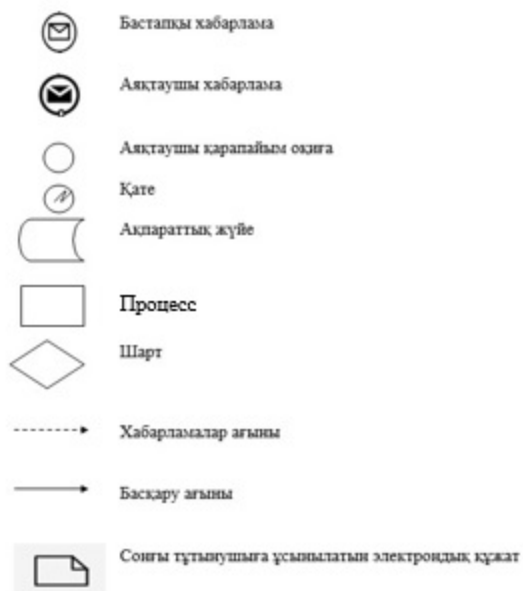 Бастапқы хабарлама
Аяқтаушы хабарлама
Аяқтаушы қарапайым оқиға
Қате
Ақпараттық жүйе
Процесс
Шарт
Хабарламалар ағыны
Басқару ағыны
Соңғы тұтынушыға ұсынылатын электрондық құжат